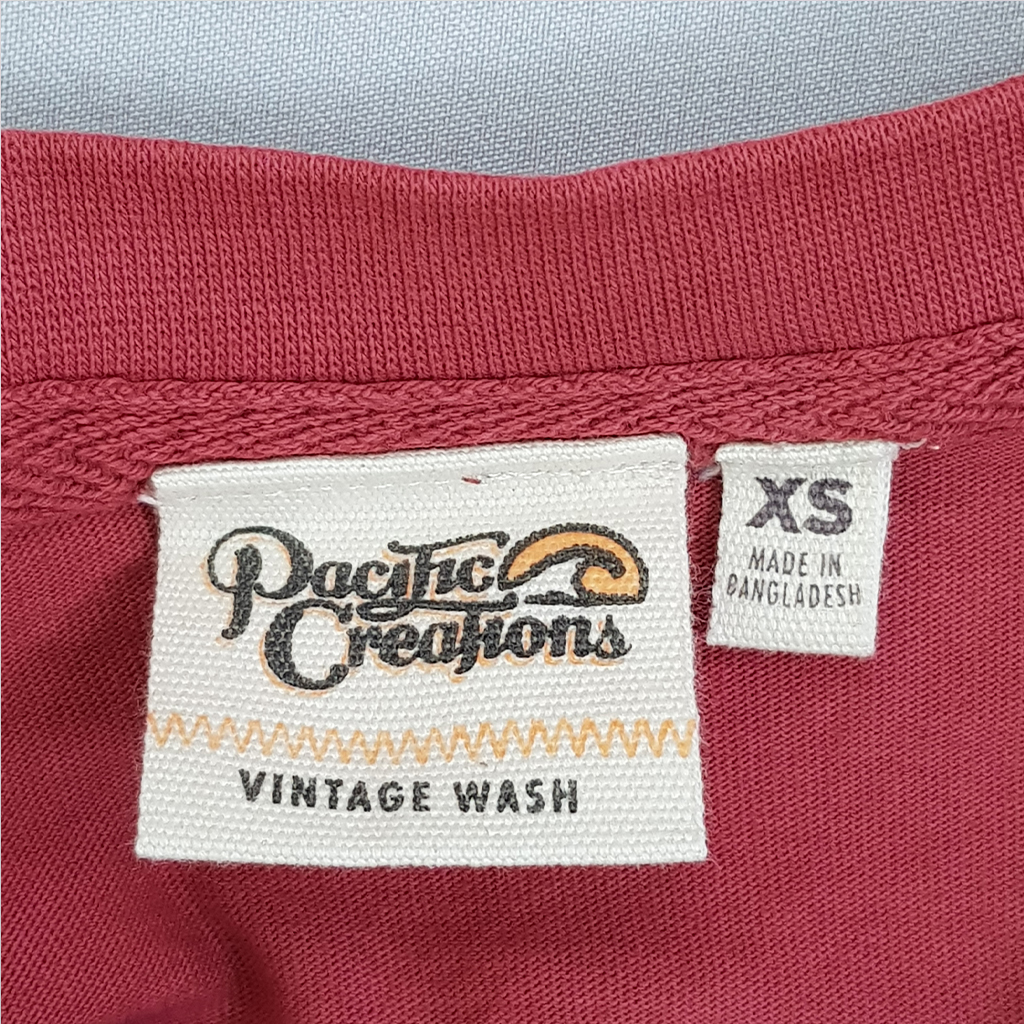 Pacific
Creations
VINTAGE WASH
XS
MADE IN
BANGLADESH